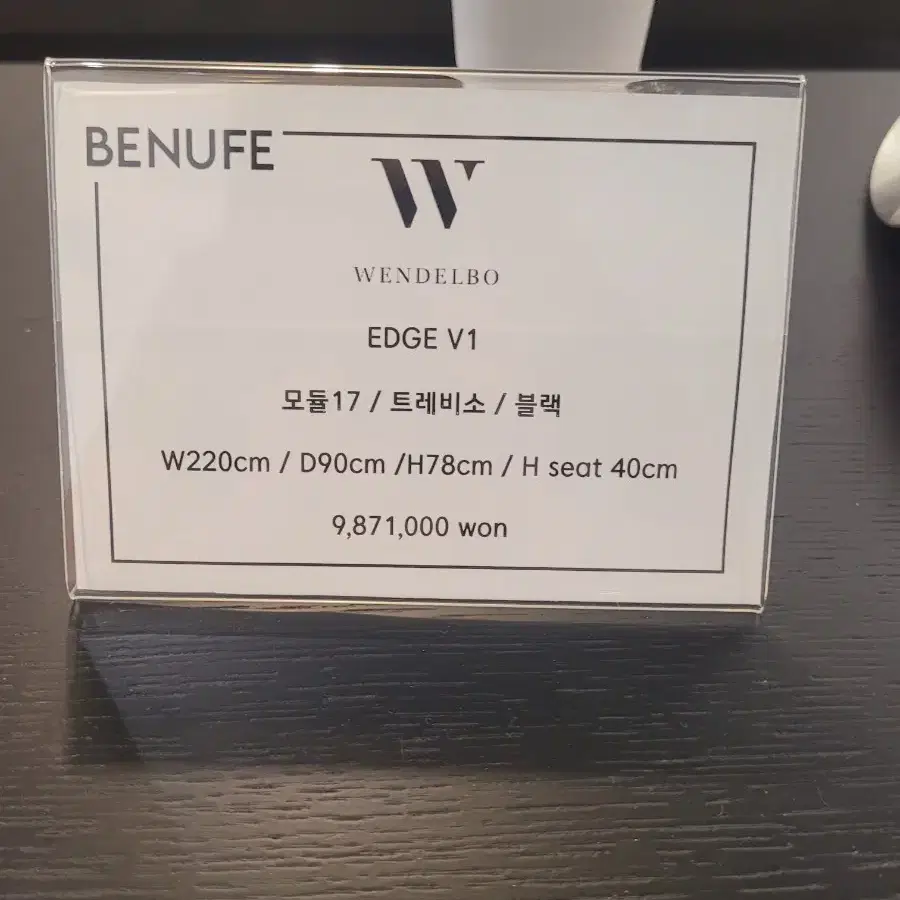 BENUFE
W
WENDELBO
EDGE V1
모듈17 / 트레비소 / 블랙
W220cm / D90cm /H78cm / H seat 40cm
9,871,000 won